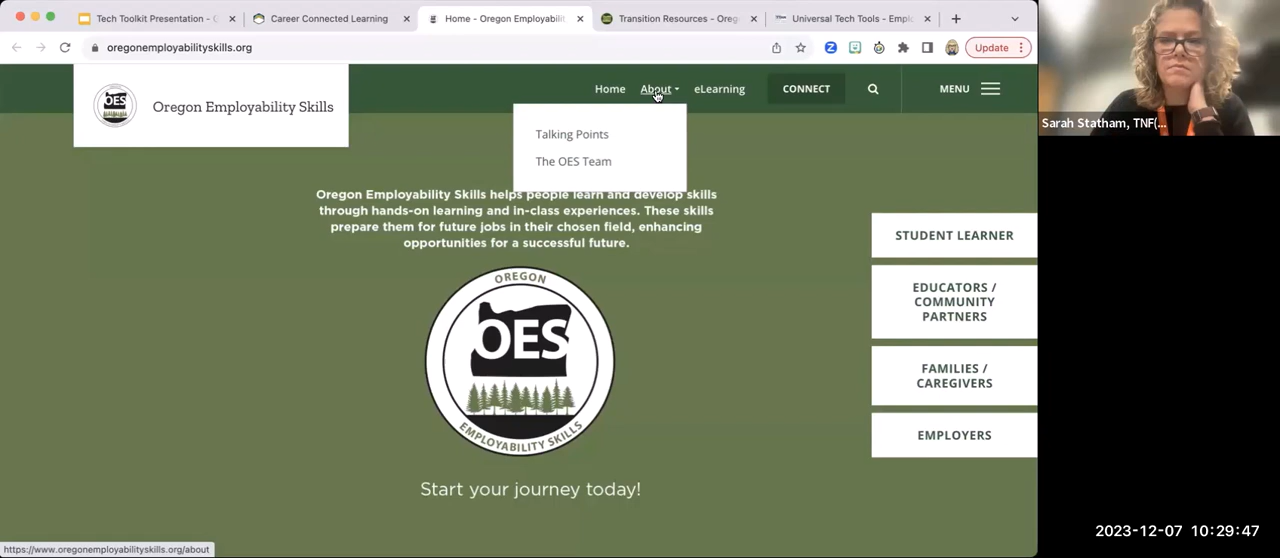 Tech Toolkit Presentation -
Career Connected Learning
Home - Oregon Employabili
Transition Resources - Oreg
Universal Tech Tools - Empl
oregonemployabilityskills.org
Update
OES
Oregon Employability Skills
Home
About
eLearning
CONNECT
MENU
Talking Points
The OES Team
Oregon Employability Skills helps people learn and develop skills
through hands-on learning and in-class experiences. These skills
prepare them for future jobs in their chosen field, enhancing
opportunities for a successful future.
OREGON
OES
EMPLOYABILITY SKILLS
Start your journey today!
STUDENT LEARNER
EDUCATORS /
COMMUNITY
PARTNERS
FAMILIES /
CAREGIVERS
EMPLOYERS
https://www.oregonemployabilityskills.org/about
Sarah Statham, TNF(...
2023-12-07 10:29:47